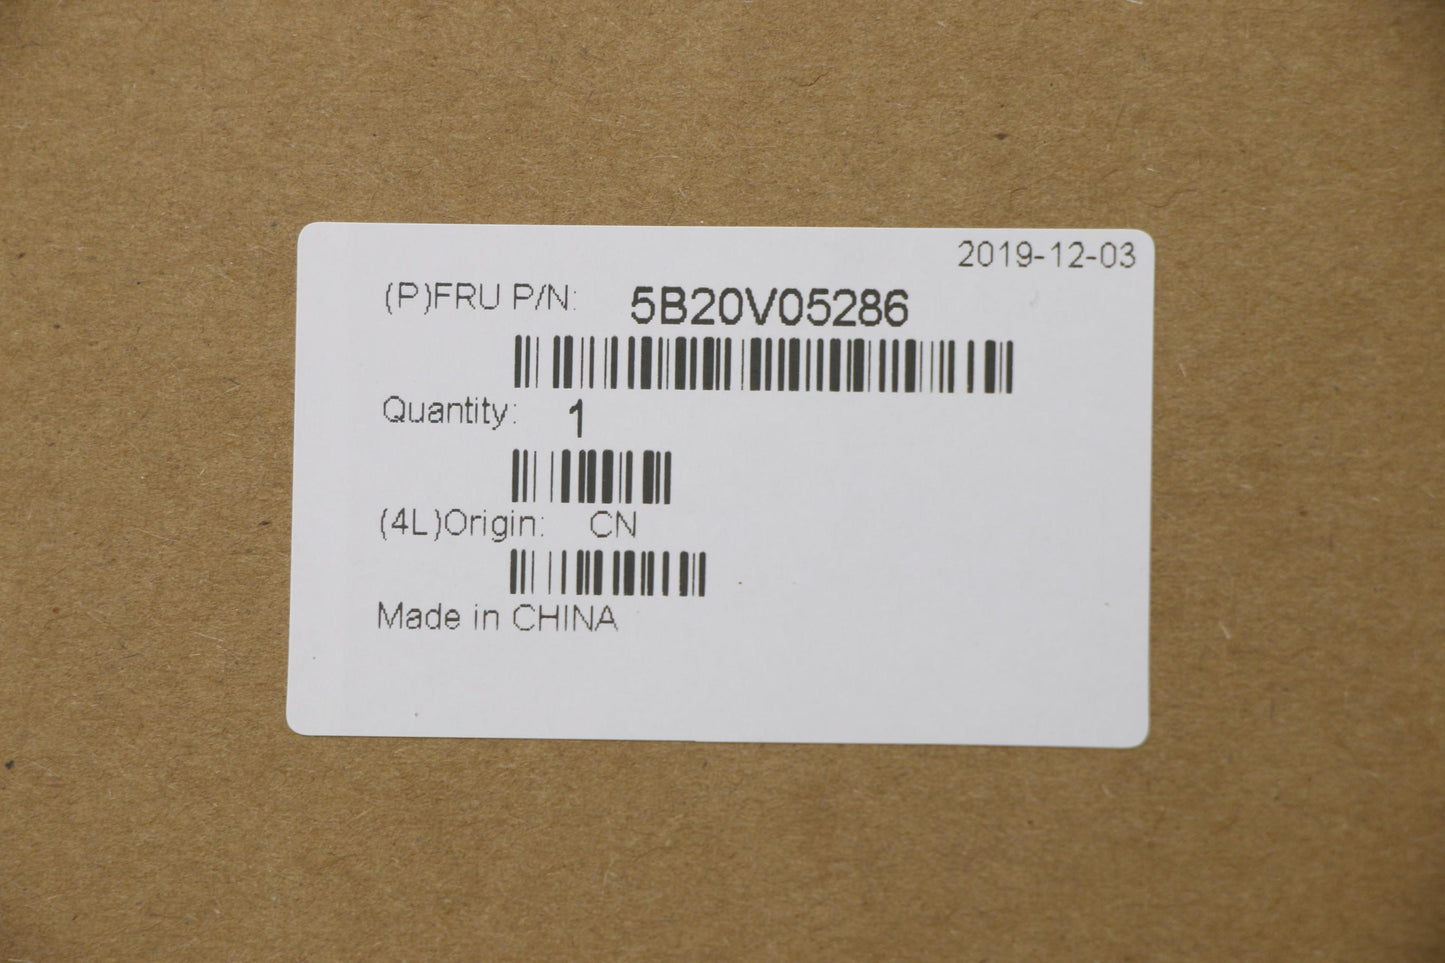 2019-12-03
(P)FRU P/N: 5B20V05286
Quantity: 1
(4L)Origin: CN
Made in CHINA